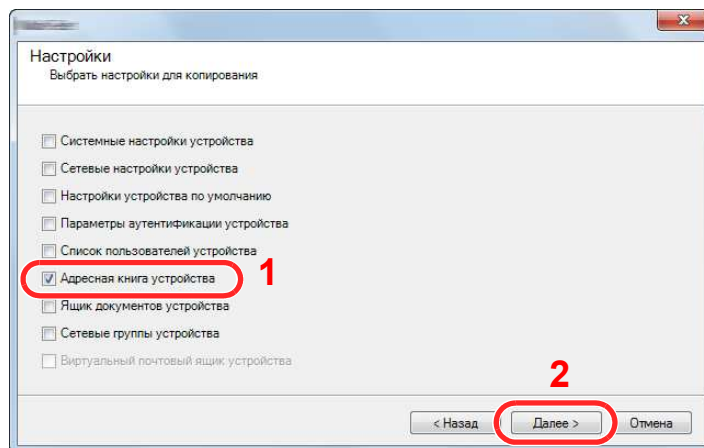 Настройки
Выбрать настройки для копирования
Системные настройки устройства
Сетевые настройки устройства
Настройки устройства по умолчанию
Параметры аутентификации устройства
Список пользователей устройства
Адресная книга устройства
1
Ящик документов устройства
Сетевые группы устройства
Виртуальный почтовый ящик устройства
2
< Назад
Далее >
Отмена